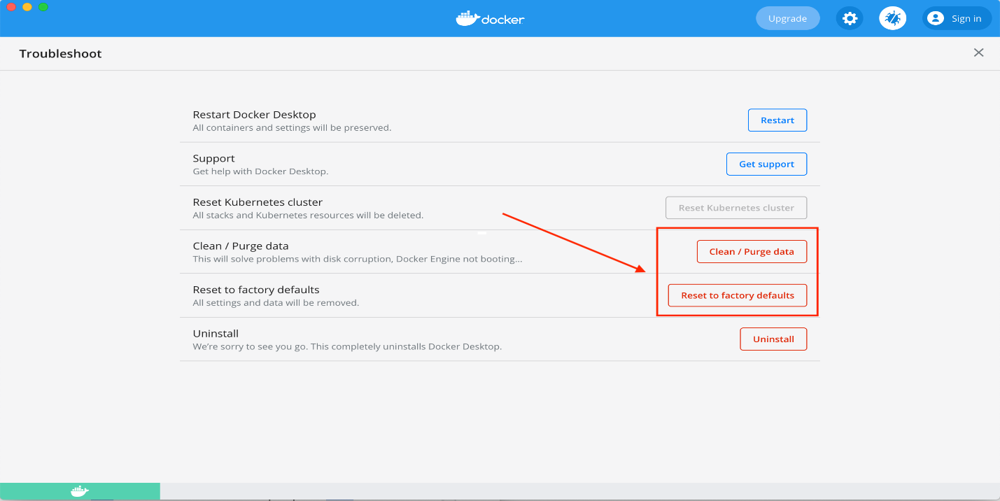 docker
Upgrade
Sign in
Troubleshoot
Restart Docker Desktop
All containers and settings will be preserved.
Restart
Support
Get help with Docker Desktop.
Get support
Reset Kubernetes cluster
All stacks and Kubernetes resources will be deleted.
Reset Kubernetes cluster
Clean / Purge data
This will solve problems with disk corruption, Docker Engine not booting...
Clean / Purge data
Reset to factory defaults
All settings and data will be removed.
Reset to factory defaults
Uninstall
We're sorry to see you go. This completely uninstalls Docker Desktop.
Uninstall